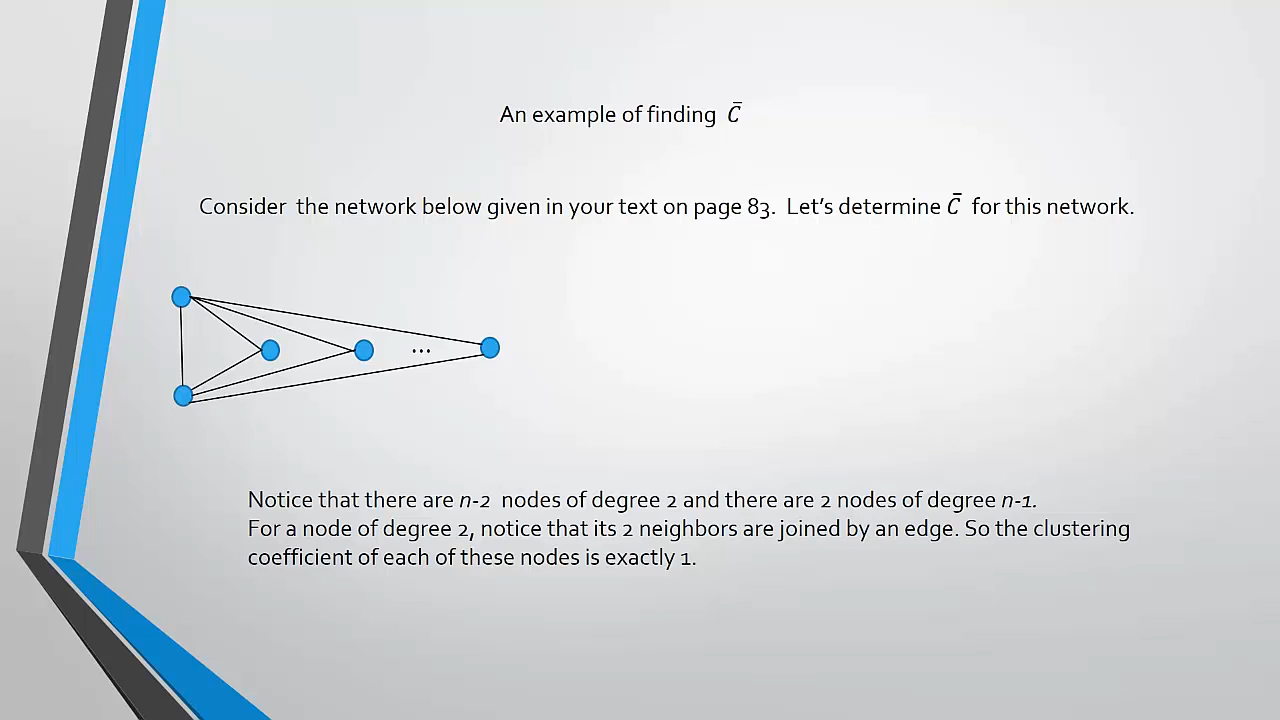 An example of finding C̄
Consider the network below given in your text on page 83. Let's determine C̄ for this network.
...
Notice that there are n-2 nodes of degree 2 and there are 2 nodes of degree n-1.
For a node of degree 2, notice that its 2 neighbors are joined by an edge. So the clustering
coefficient of each of these nodes is exactly 1.